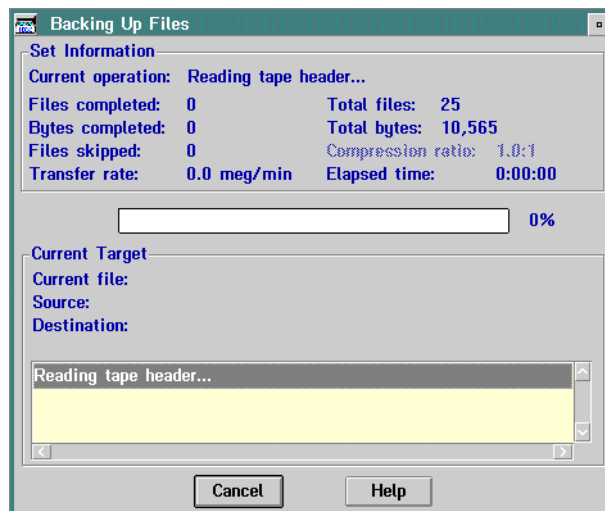 Backing Up Files
Set Information
Current operation: Reading tape header...
Files completed: 0 Total files: 25
Bytes completed: 0 Total bytes: 10,565
Files skipped: 0 Compression ratio: 1.0:1
Transfer rate: 0.0 meg/min Elapsed time: 0:00:00
0%
Current Target
Current file:
Source:
Destination:
Reading tape header...
Cancel Help